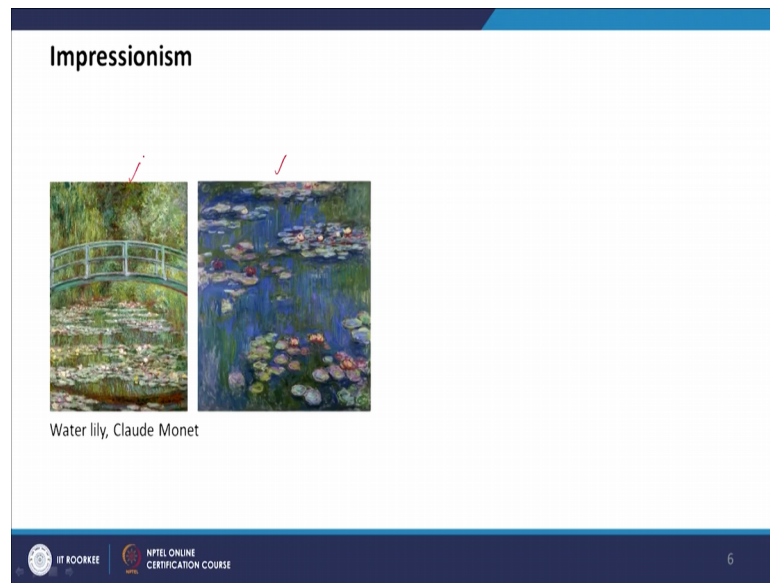 Impressionism
Water lily, Claude Monet
IIT ROORKEE
NPTEL ONLINE
CERTIFICATION COURSE
6